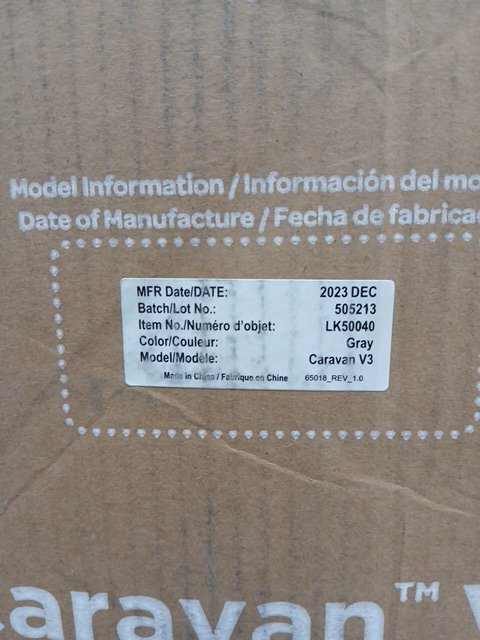 Model Information / Información del mo
Date of Manufacture / Fecha de fabrica
MFR Date/DATE: 2023 DEC
Batch/Lot No.: 505213
Item No./Numéro d'objet: LK50040
Color/Couleur: Gray
Model/Modèle: Caravan V3
Made in China / Fabrique en Chine 65018_REV_1.0
aravan™ V